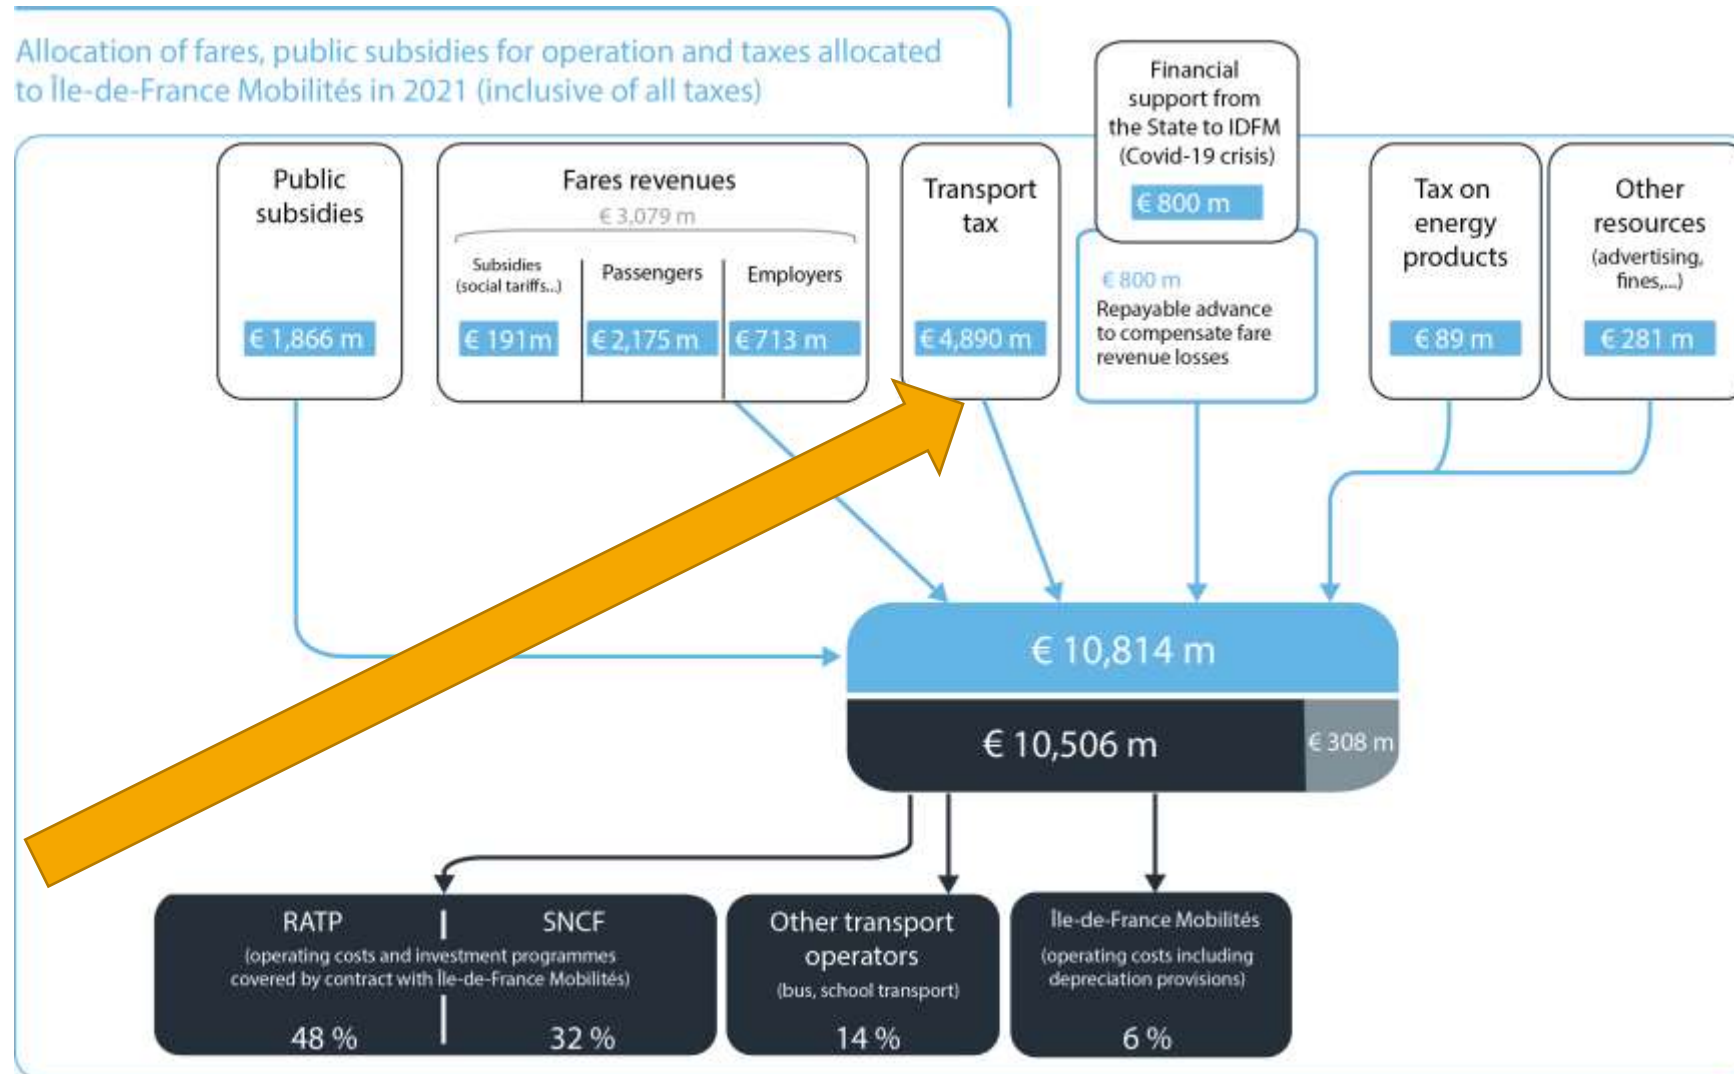 Allocation of fares, public subsidies for operation and taxes allocated
to Île-de-France Mobilités in 2021 (inclusive of all taxes)
Public
subsidies
€ 1,866 m
Fares revenues
€ 3,079 m
Subsidies
(social tariffs...)
€ 191m
Passengers
€ 2,175 m
Employers
€ 713 m
Transport
tax
€ 4,890 m
Financial
support from
the State to IDFM
(Covid-19 crisis)
€ 800 m
€ 800 m
Repayable advance
to compensate fare
revenue losses
Tax on
energy
products
€ 89 m
Other
resources
(advertising,
fines,...)
€ 281 m
€ 10,814 m
€ 10,506 m
€ 308 m
RATP
SNCF
(operating costs and investment programmes
covered by contract with Île-de-France Mobilités)
48 %
32 %
Other transport
operators
(bus, school transport)
14 %
Île-de-France Mobilités
(operating costs including
depreciation provisions)
6 %